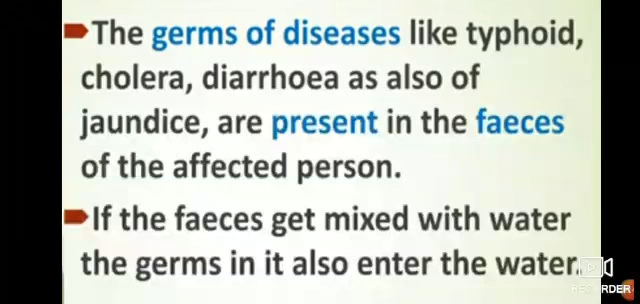 The germs of diseases like typhoid,
cholera, diarrhoea as also of
jaundice, are present in the faeces
of the affected person.
If the faeces get mixed with water
the germs in it also enter the water.
RECORDER